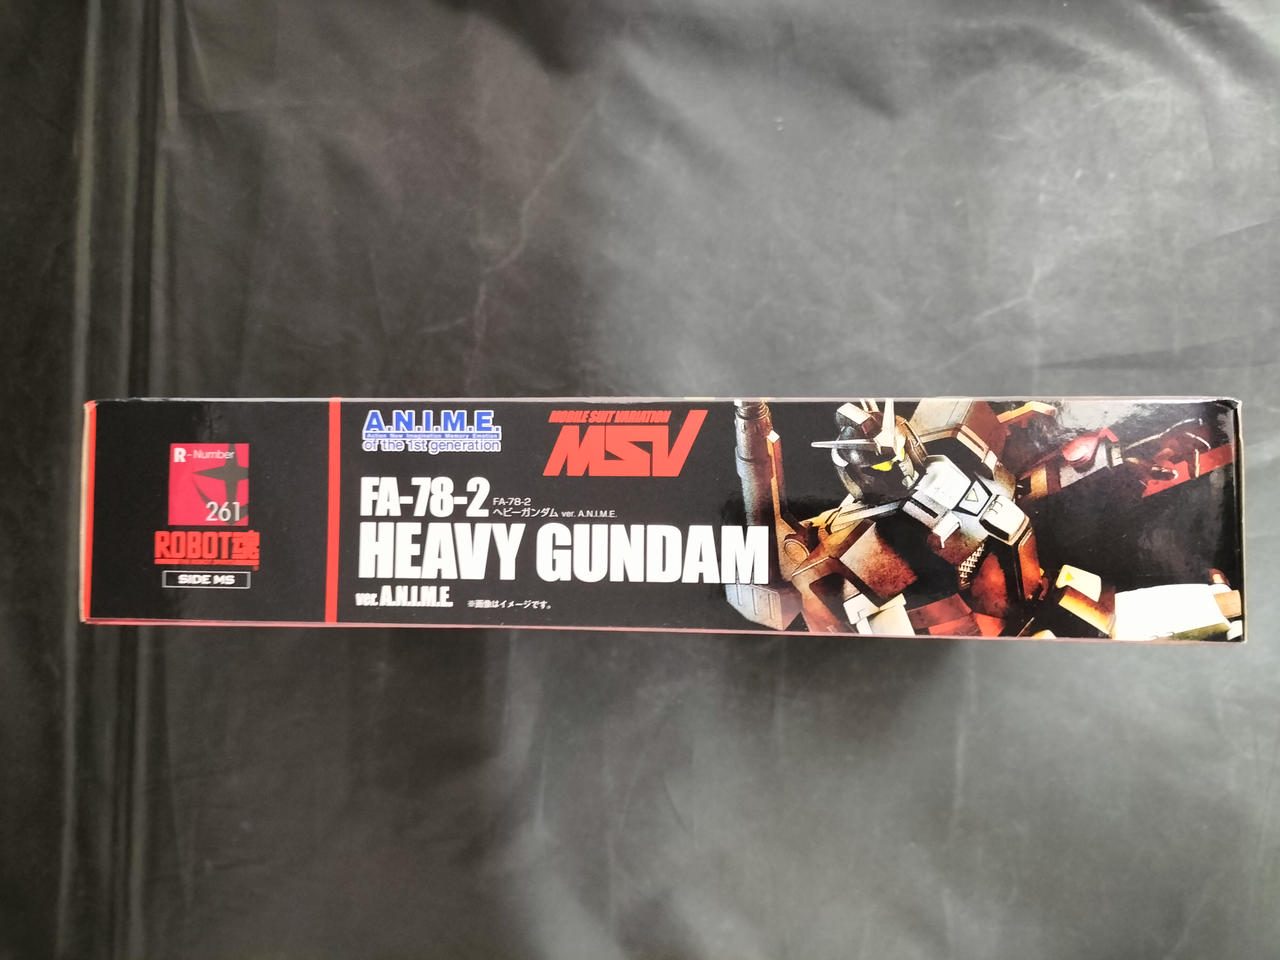 R-Number
261
ROBOT魂
SIDE MS
A.N.I.M.E.
Action New Imagination Memory Emotion
of the 1st generation
MOBILE SUIT VARIATION
MSV
FA-78-2
FA-78-2
ヘビーガンダム ver. A.N.I.M.E.
HEAVY GUNDAM
ver. A.N.I.M.E.
※画像はイメージです。